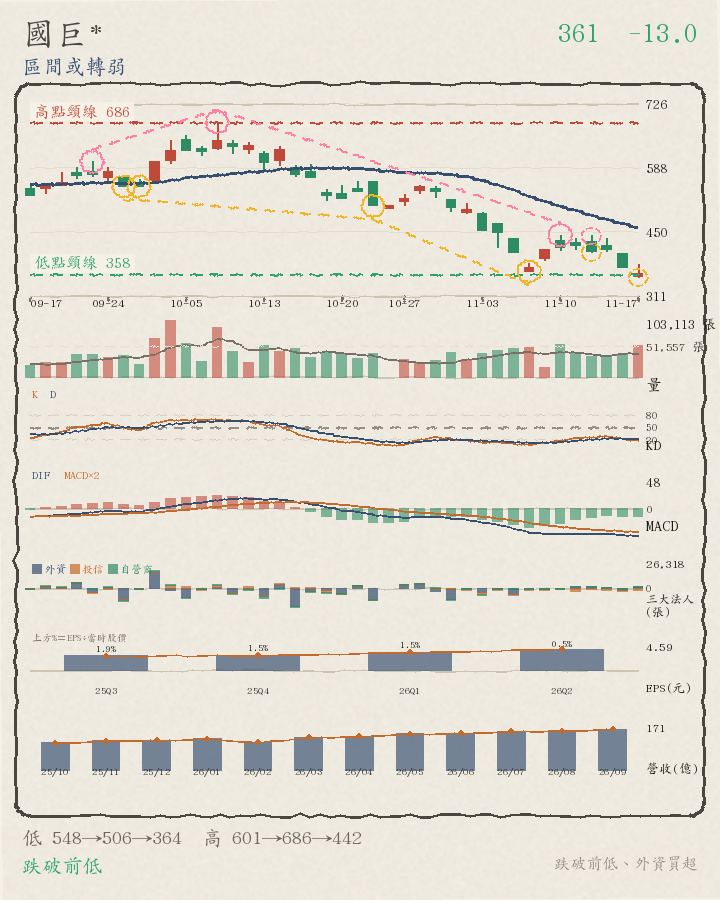 國巨*
361 -13.0
區間或轉弱
高點頸線 686
低點頸線 358
726
588
450
311
09-17 09-24 10-05 10-13 10-20 10-27 11-03 11-10 11-17
103,113 張
51,557 張
量
K D
80
50
20
KD
DIF MACD×2
48
0
MACD
外資 投信 自營商
26,318
0
三大法人
(張)
上方%=EPS÷當時股價
1.9% 1.5% 1.5% 0.5%
4.59
25Q3 25Q4 26Q1 26Q2
EPS(元)
171
25/10 25/11 25/12 26/01 26/02 26/03 26/04 26/05 26/06 26/07 26/08 26/09
營收(億)
低 548→506→364 高 601→686→442
跌破前低
跌破前低、外資買超